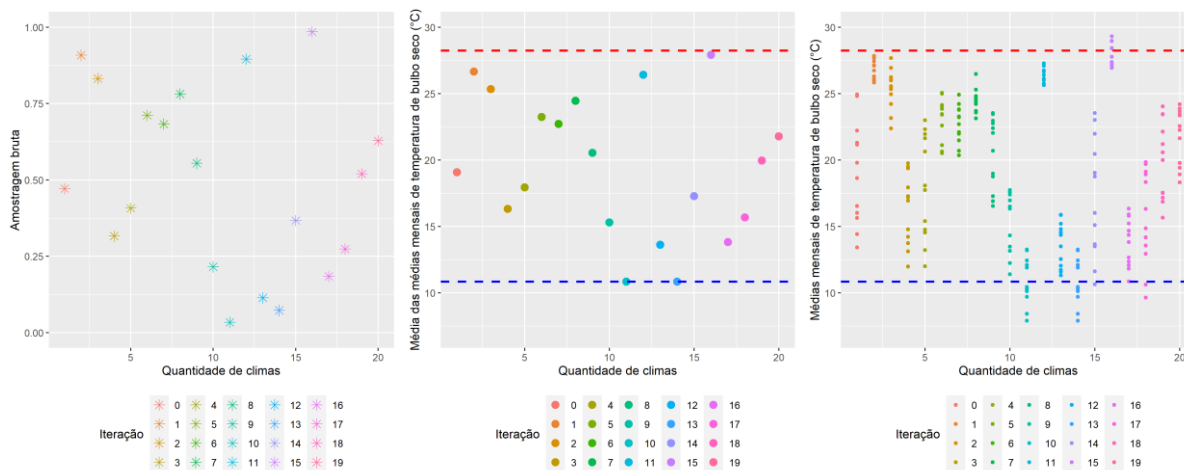 Amostragem bruta
1.00
0.75
0.50
0.25
0.00
5 10 15 20
Quantidade de climas
Iteração
0 4 8 12 16
1 5 9 13 17
2 6 10 14 18
3 7 11 15 19
Média das médias mensais de temperatura de bulbo seco (°C)
30
25
20
15
10
5 10 15 20
Quantidade de climas
Iteração
0 4 8 12 16
1 5 9 13 17
2 6 10 14 18
3 7 11 15 19
Médias mensais de temperatura de bulbo seco (°C)
30
25
20
15
10
5 10 15 20
Quantidade de climas
Iteração
0 4 8 12 16
1 5 9 13 17
2 6 10 14 18
3 7 11 15 19